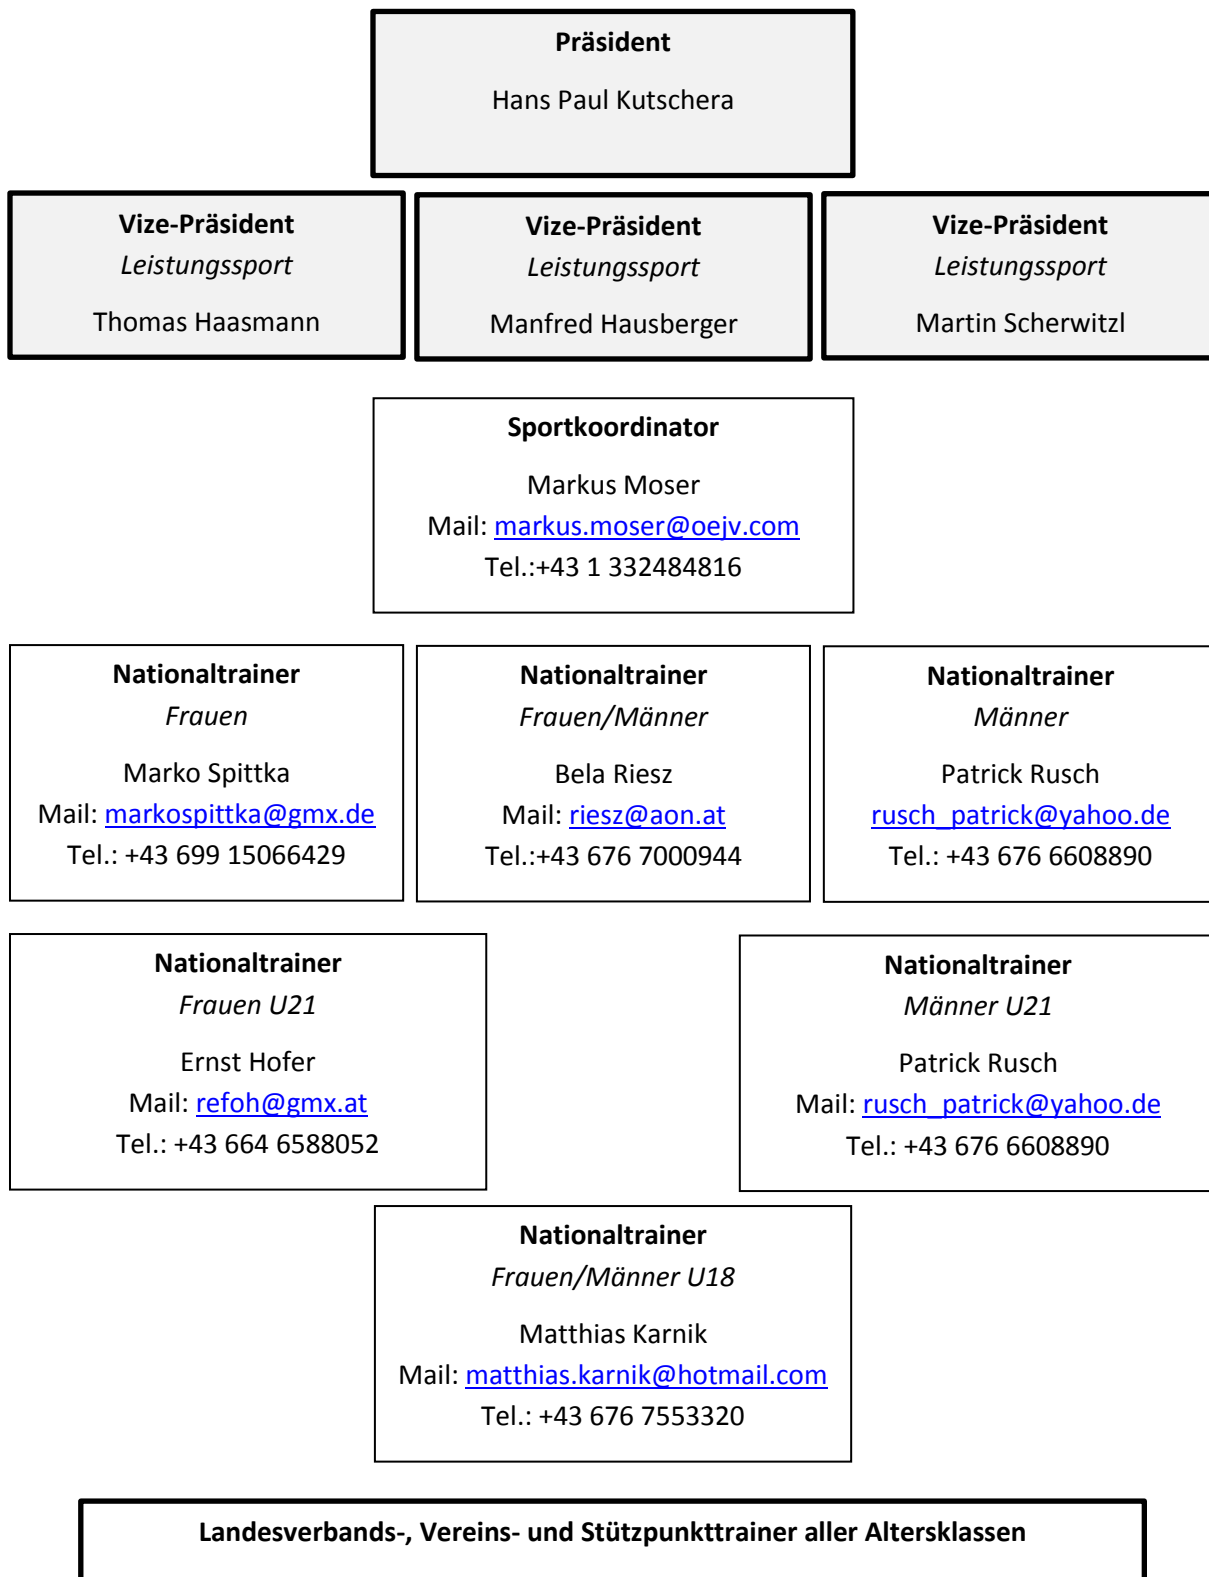 Präsident
Hans Paul Kutschera
Vize-Präsident
Leistungssport
Thomas Haasmann
Vize-Präsident
Leistungssport
Manfred Hausberger
Vize-Präsident
Leistungssport
Martin Scherwitzl
Sportkoordinator
Markus Moser
Mail: markus.moser@oejv.com
Tel.:+43 1 332484816
Nationaltrainer
Frauen
Marko Spittka
Mail: markospittka@gmx.de
Tel.: +43 699 15066429
Nationaltrainer
Frauen/Männer
Bela Riesz
Mail: riesz@aon.at
Tel.:+43 676 7000944
Nationaltrainer
Männer
Patrick Rusch
rusch_patrick@yahoo.de
Tel.: +43 676 6608890
Nationaltrainer
Frauen U21
Ernst Hofer
Mail: refoh@gmx.at
Tel.: +43 664 6588052
Nationaltrainer
Männer U21
Patrick Rusch
Mail: rusch_patrick@yahoo.de
Tel.: +43 676 6608890
Nationaltrainer
Frauen/Männer U18
Matthias Karnik
Mail: matthias.karnik@hotmail.com
Tel.: +43 676 7553320
Landesverbands-, Vereins- und Stützpunkttrainer aller Altersklassen